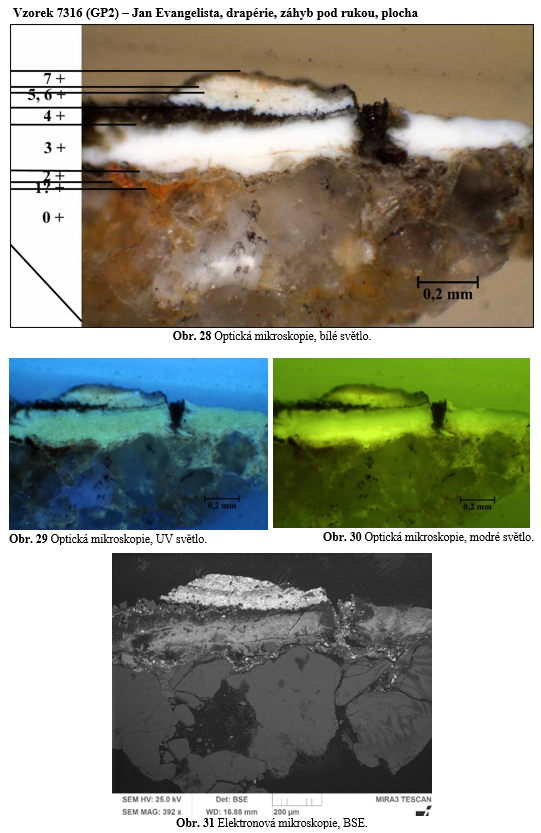 Vzorek 7316 (GP2) – Jan Evangelista, drapérie, záhyb pod rukou, plocha
7 +
5, 6 +
4 +
3 +
2 +
1? +
0 +
0,2 mm
Obr. 28 Optická mikroskopie, bílé světlo.
0,2 mm
0,2 mm
Obr. 29 Optická mikroskopie, UV světlo.
Obr. 30 Optická mikroskopie, modré světlo.
SEM HV: 25.0 kV Det: BSE MIRA3 TESCAN
SEM MAG: 392 x WD: 16.88 mm 200 µm
Obr. 31 Elektronová mikroskopie, BSE.